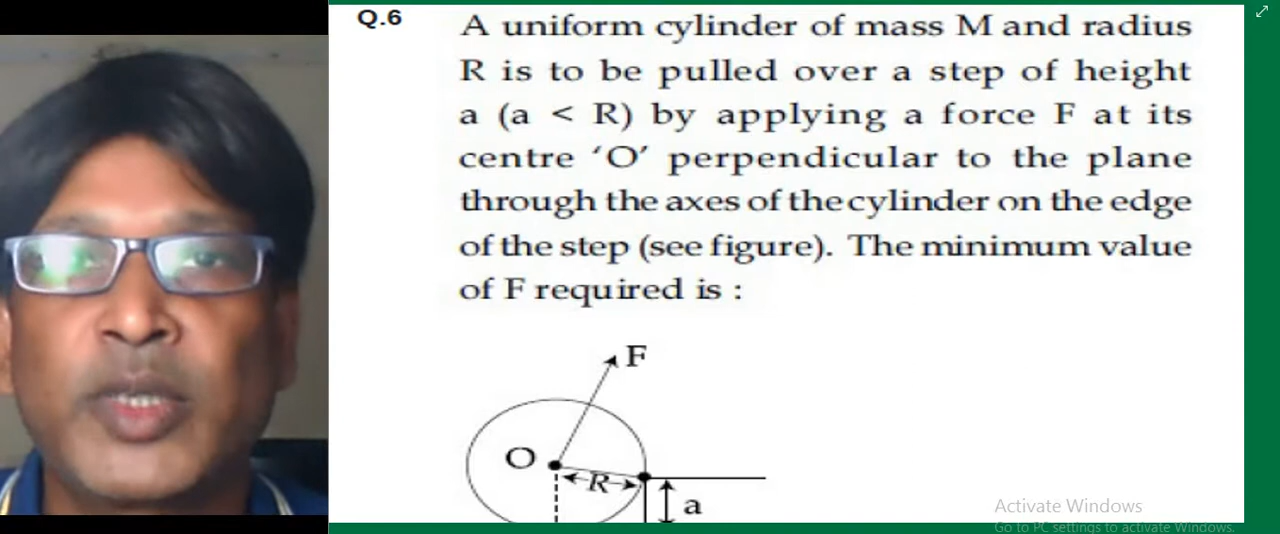 Q.6
A uniform cylinder of mass M and radius
R is to be pulled over a step of height
a (a < R) by applying a force F at its
centre ‘O’ perpendicular to the plane
through the axes of the cylinder on the edge
of the step (see figure). The minimum value
of F required is :
F
O
R
a
Activate Windows
Go to PC settings to activate Windows.